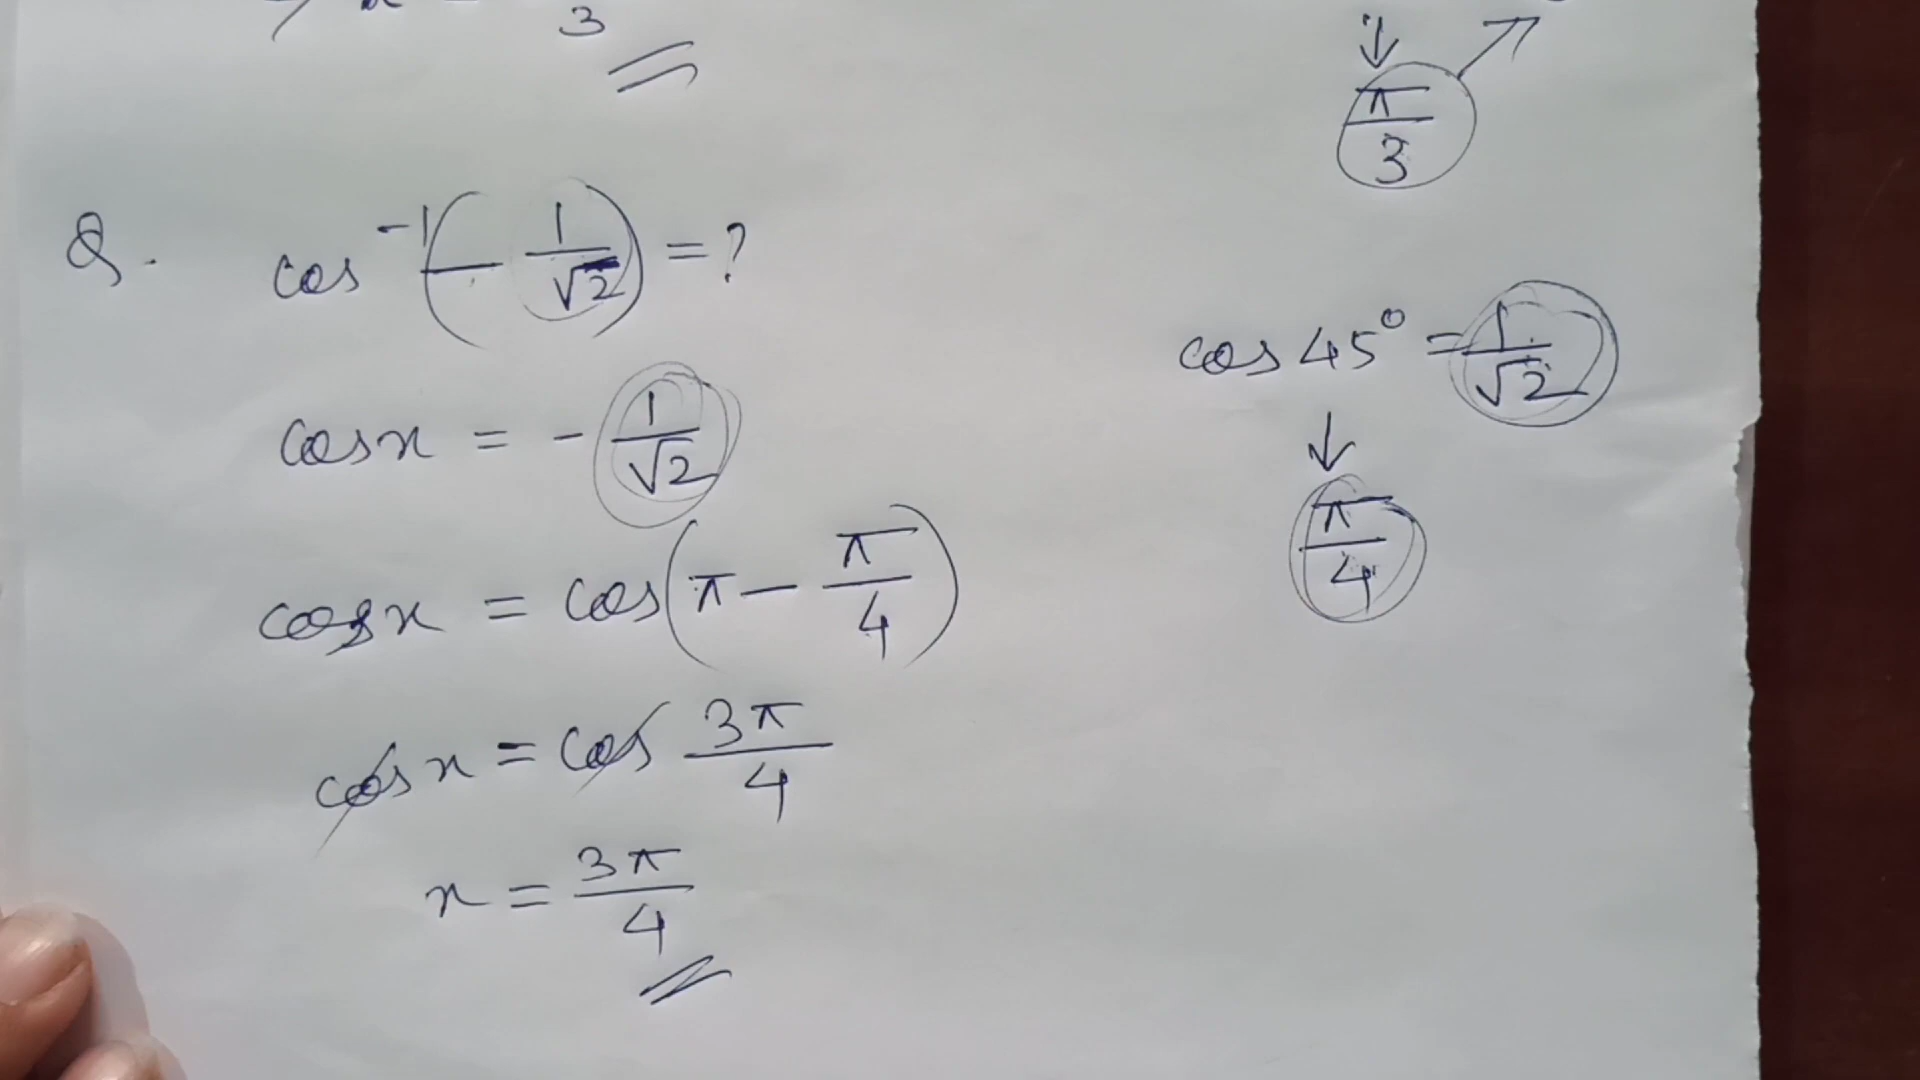 3
π/3
Q. cos⁻¹(- 1/√2) = ?
cos x = - 1/√2
cos x = cos(π - π/4)
cos x = cos 3π/4
x = 3π/4
cos 45° = 1/√2
↓
π/4